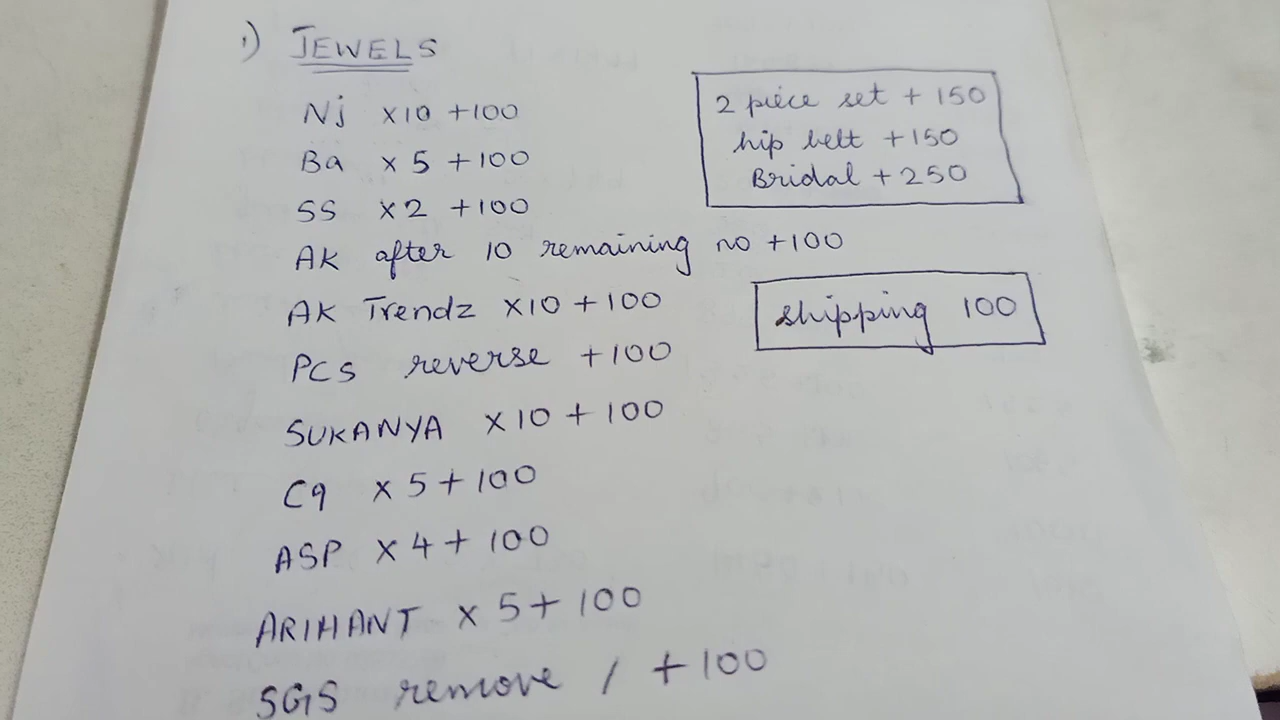 1) JEWELS
Nj x10 +100
Ba x 5 +100
SS x2 +100
AK after 10 remaining no +100
AK Trendz x10 +100
PCS reverse +100
SUKANYA x10 + 100
C9 x 5 + 100
ASP x 4 + 100
ARIHANT x 5 + 100
SGS remove / +100
2 piece set + 150
hip belt +150
Bridal + 250
shipping 100